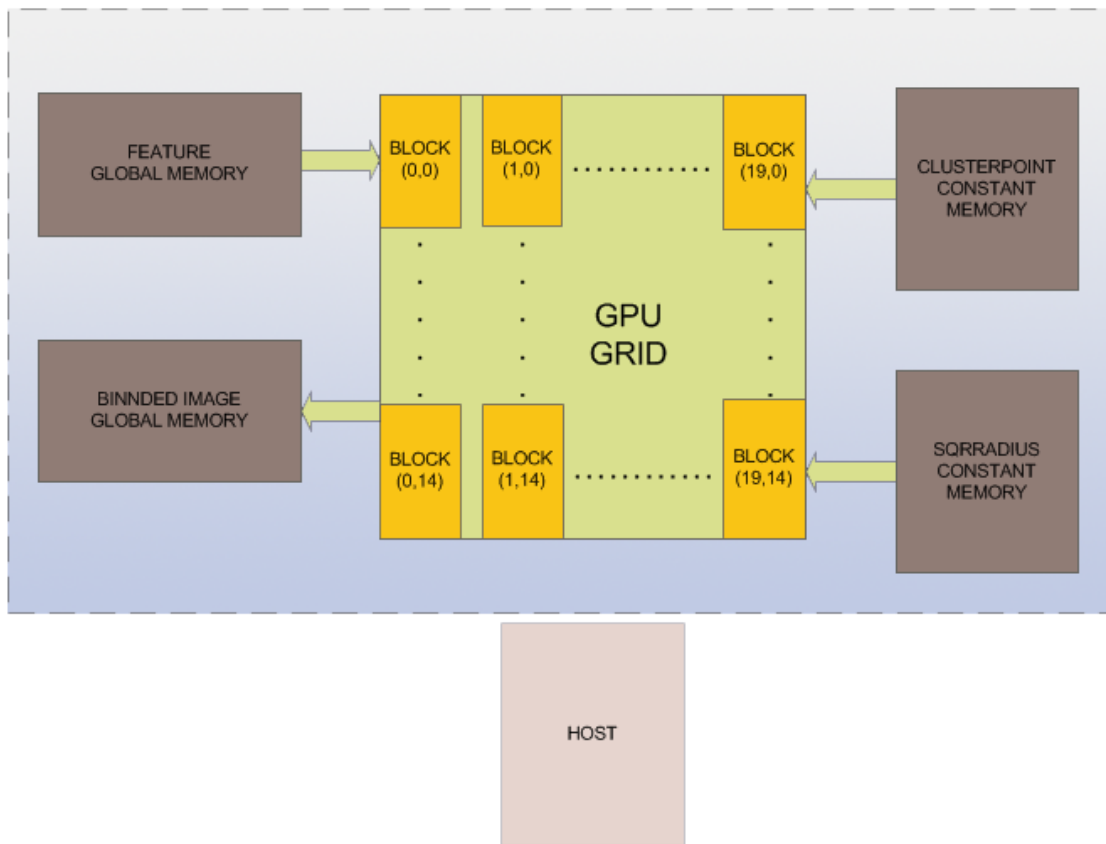 FEATURE
GLOBAL MEMORY
BLOCK
(0,0)
BLOCK
(1,0)
BLOCK
(19,0)
CLUSTERPOINT
CONSTANT
MEMORY
GPU
GRID
BINNDED IMAGE
GLOBAL MEMORY
BLOCK
(0,14)
BLOCK
(1,14)
BLOCK
(19,14)
SQRRADIUS
CONSTANT
MEMORY
HOST